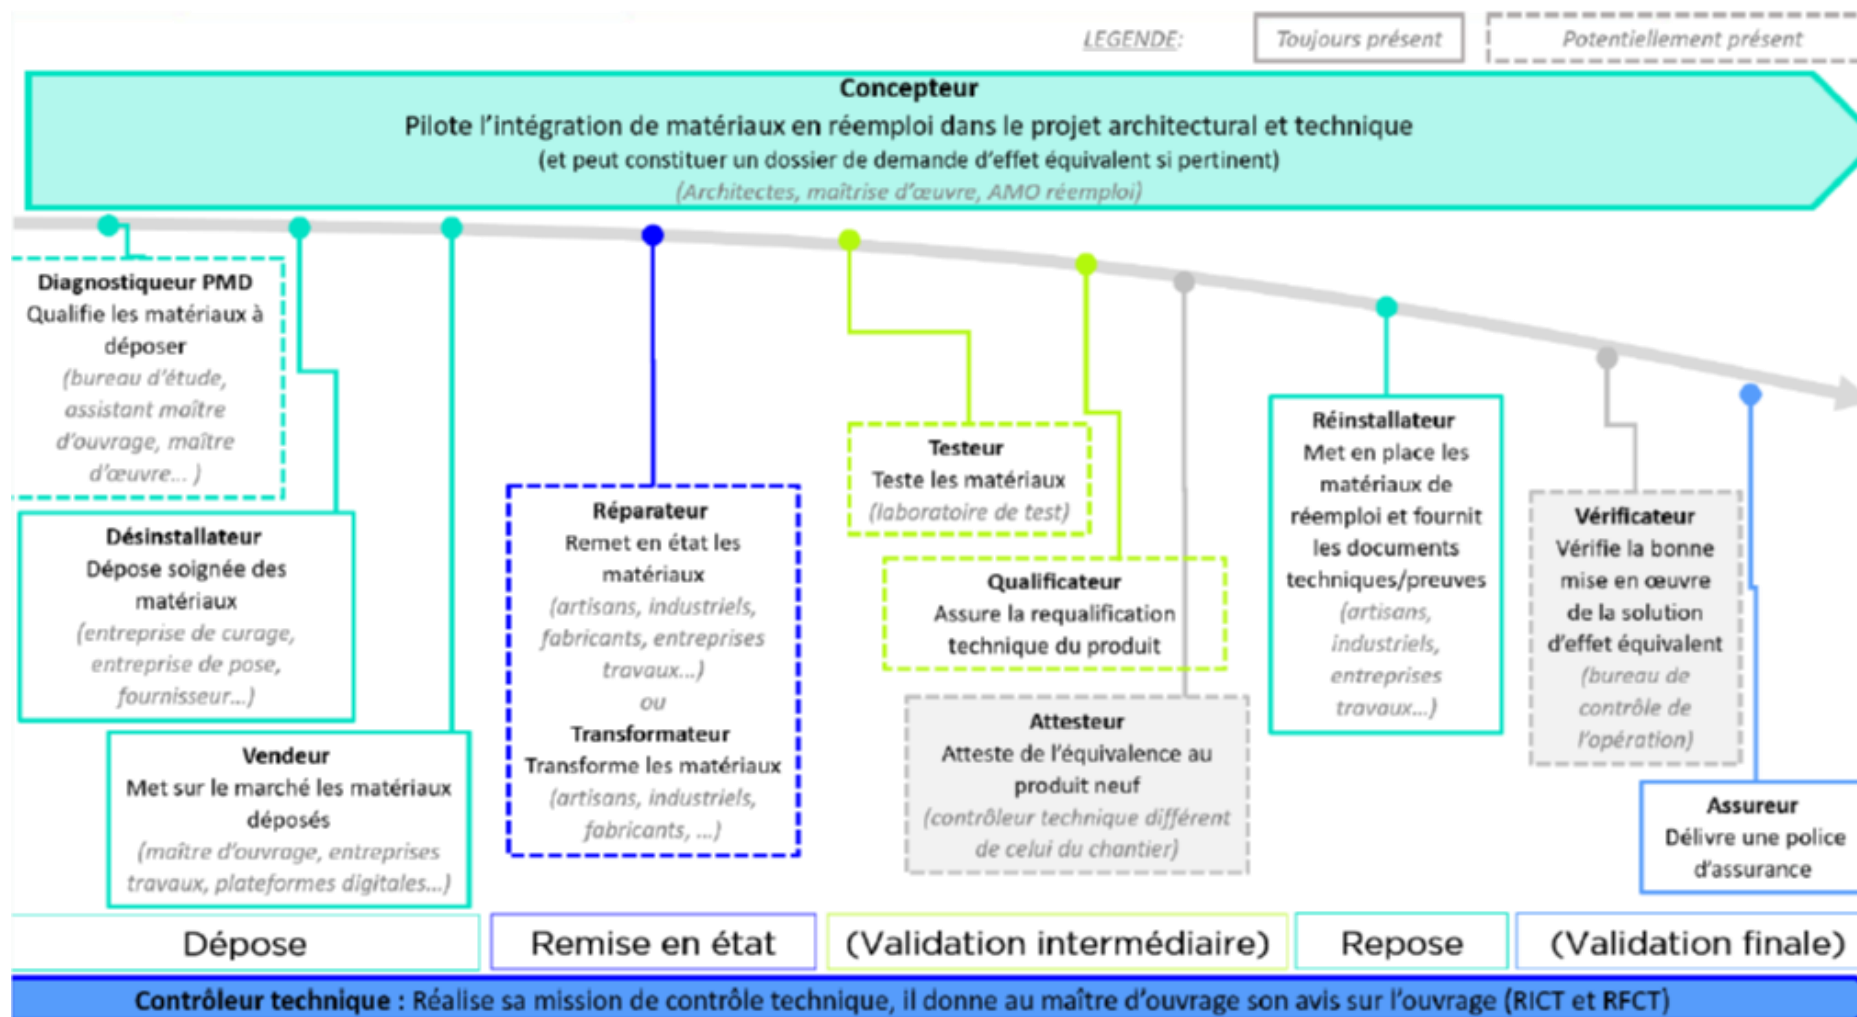 LEGENDE:
Toujours présent
Potentiellement présent
Concepteur
Pilote l'intégration de matériaux en réemploi dans le projet architectural et technique
(et peut constituer un dossier de demande d'effet équivalent si pertinent)
(Architectes, maîtrise d'œuvre, AMO réemploi)
Diagnostiqueur PMD
Qualifie les matériaux à
déposer
(bureau d'étude,
assistant maître
d'ouvrage, maître
d'œuvre... )
Désinstallateur
Dépose soignée des
matériaux
(entreprise de curage,
entreprise de pose,
fournisseur...)
Vendeur
Met sur le marché les matériaux
déposés
(maître d'ouvrage, entreprises
travaux, plateformes digitales...)
Réparateur
Remet en état les
matériaux
(artisans, industriels,
fabricants, entreprises
travaux...)
ou
Transformateur
Transforme les matériaux
(artisans, industriels,
fabricants, ...)
Testeur
Teste les matériaux
(laboratoire de test)
Qualificateur
Assure la requalification
technique du produit
Attesteur
Atteste de l'équivalence au
produit neuf
(contrôleur technique différent
de celui du chantier)
Réinstallateur
Met en place les
matériaux de
réemploi et fournit
les documents
techniques/preuves
(artisans,
industriels,
entreprises
travaux...)
Vérificateur
Vérifie la bonne
mise en œuvre
de la solution
d'effet équivalent
(bureau de
contrôle de
l'opération)
Assureur
Délivre une police
d'assurance
Dépose
Remise en état
(Validation intermédiaire)
Repose
(Validation finale)
Contrôleur technique : Réalise sa mission de contrôle technique, il donne au maître d'ouvrage son avis sur l'ouvrage (RICT et RFCT)